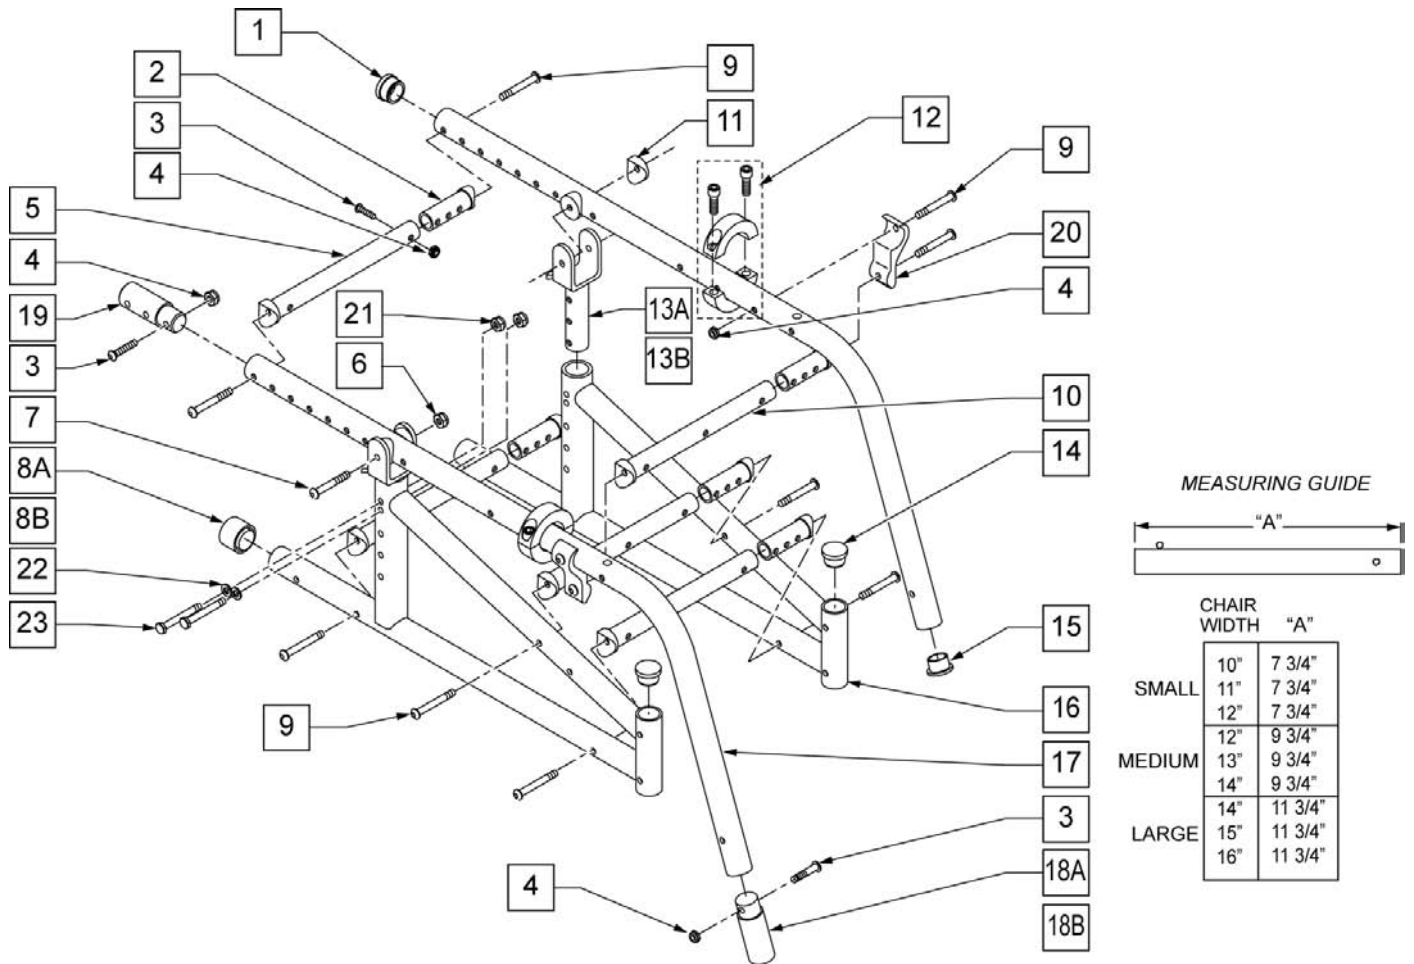 1
2
3
4
5
4
19
3
7
8A
8B
22
23
9
11
12
9
20
4
21
6
13A
13B
10
14
15
16
17
3
18A
18B
9
4
MEASURING GUIDE
“A”
CHAIR
WIDTH “A”
10” 7 3/4”
SMALL 11” 7 3/4”
12” 7 3/4”
12” 9 3/4”
MEDIUM 13” 9 3/4”
14” 9 3/4”
14” 11 3/4”
LARGE 15” 11 3/4”
16” 11 3/4”